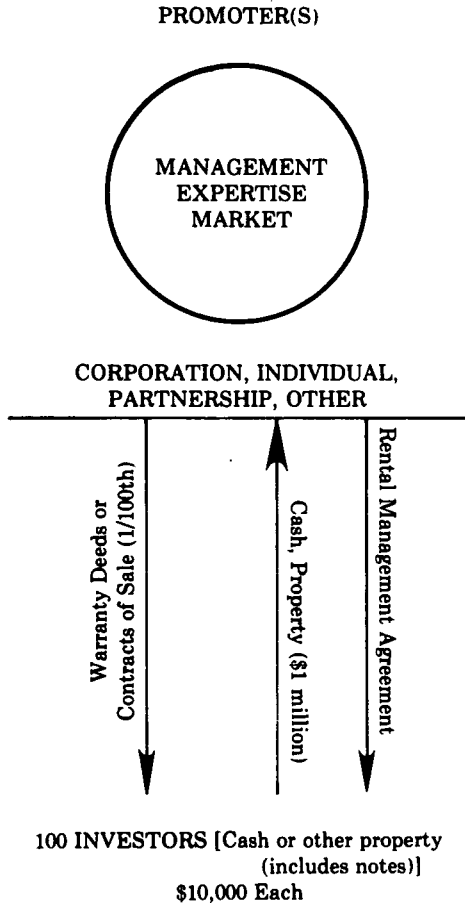 PROMOTER(S)
MANAGEMENT
EXPERTISE
MARKET
CORPORATION, INDIVIDUAL,
PARTNERSHIP, OTHER
Warranty Deeds or
Contracts of Sale (1/100th)
Cash, Property ($1 million)
Rental Management Agreement
100 INVESTORS [Cash or other property
(includes notes)]
$10,000 Each